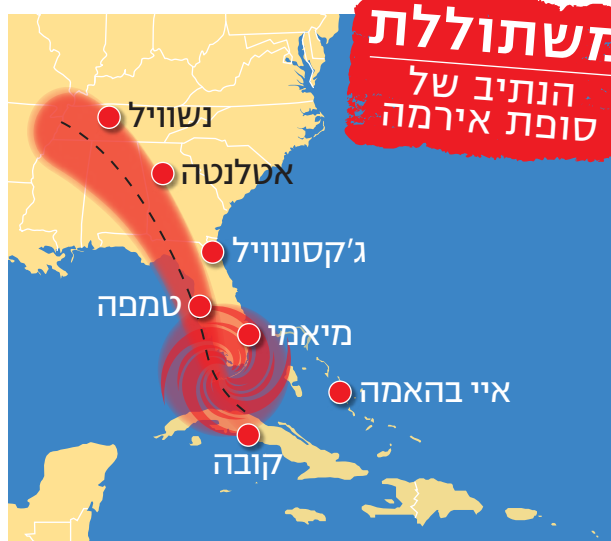 משתוללת
הנתיב של
סופת אירמה
נשוויל
אטלנטה
ג'קסונוויל
טמפה
מיאמי
איי בהאמה
קובה